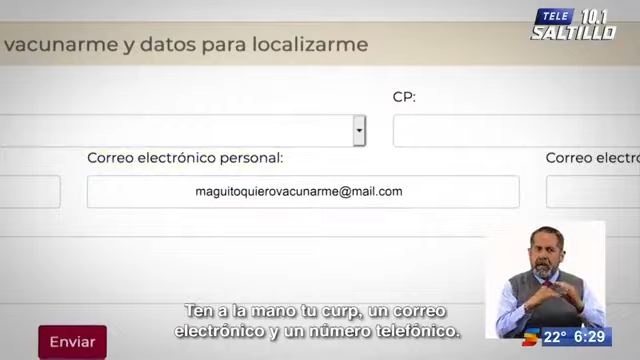 TELE 10.1
SALTILLO
vacunarme y datos para localizarme
CP:
Correo electrónico personal:
Correo electró
maguitoquierovacunarme@mail.com
Ten a la mano tu curp, un correo
electrónico y un número telefónico.
Enviar
22° 6:29